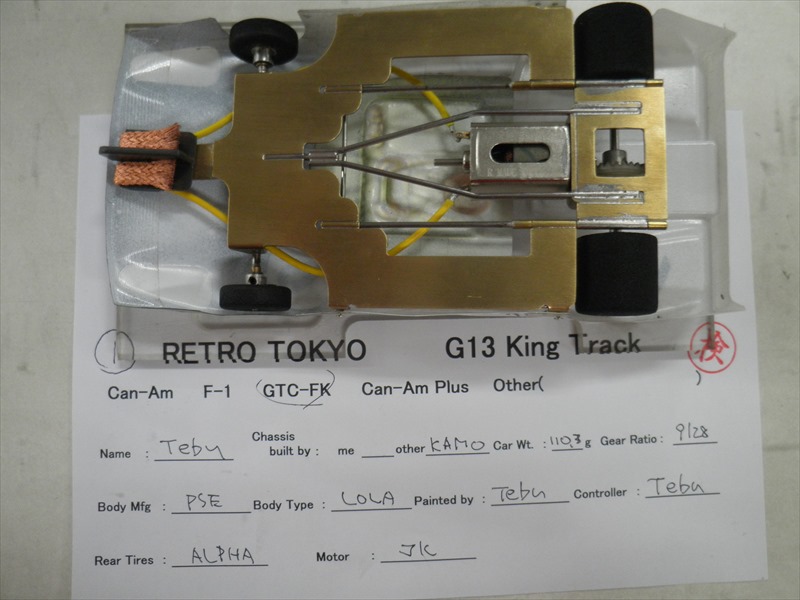 1 RETRO TOKYO G13 King Track
Can-Am F-1 GTC-FK Can-Am Plus Other( )
Name : Tebu Chassis built by : me ____ other KAMO Car Wt. : 110.3 g Gear Ratio : 9/28
Body Mfg : PSE Body Type : LOLA Painted by : Tebu Controller : Tebu
Rear Tires : ALPHA Motor : JK